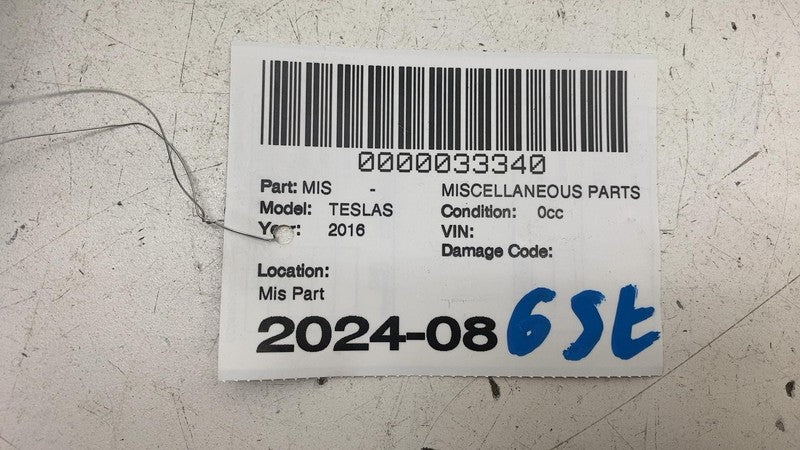 0000033340
Part: MIS - MISCELLANEOUS PARTS
Model: TESLAS Condition: 0cc
Year: 2016 VIN:
Damage Code:
Location:
Mis Part
2024-08 6St